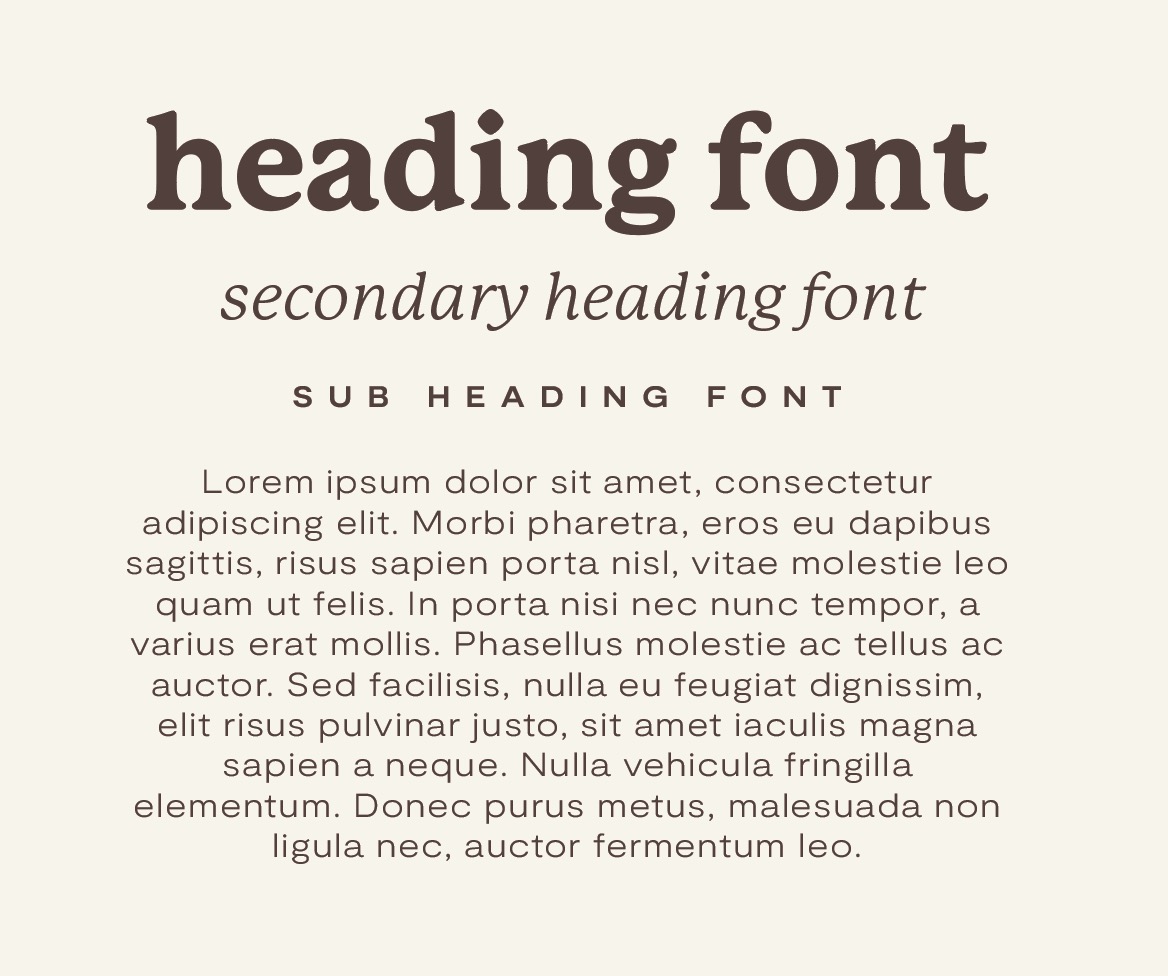 heading font
secondary heading font
SUB HEADING FONT
Lorem ipsum dolor sit amet, consectetur
adipiscing elit. Morbi pharetra, eros eu dapibus
sagittis, risus sapien porta nisl, vitae molestie leo
quam ut felis. In porta nisi nec nunc tempor, a
varius erat mollis. Phasellus molestie ac tellus ac
auctor. Sed facilisis, nulla eu feugiat dignissim,
elit risus pulvinar justo, sit amet iaculis magna
sapien a neque. Nulla vehicula fringilla
elementum. Donec purus metus, malesuada non
ligula nec, auctor fermentum leo.